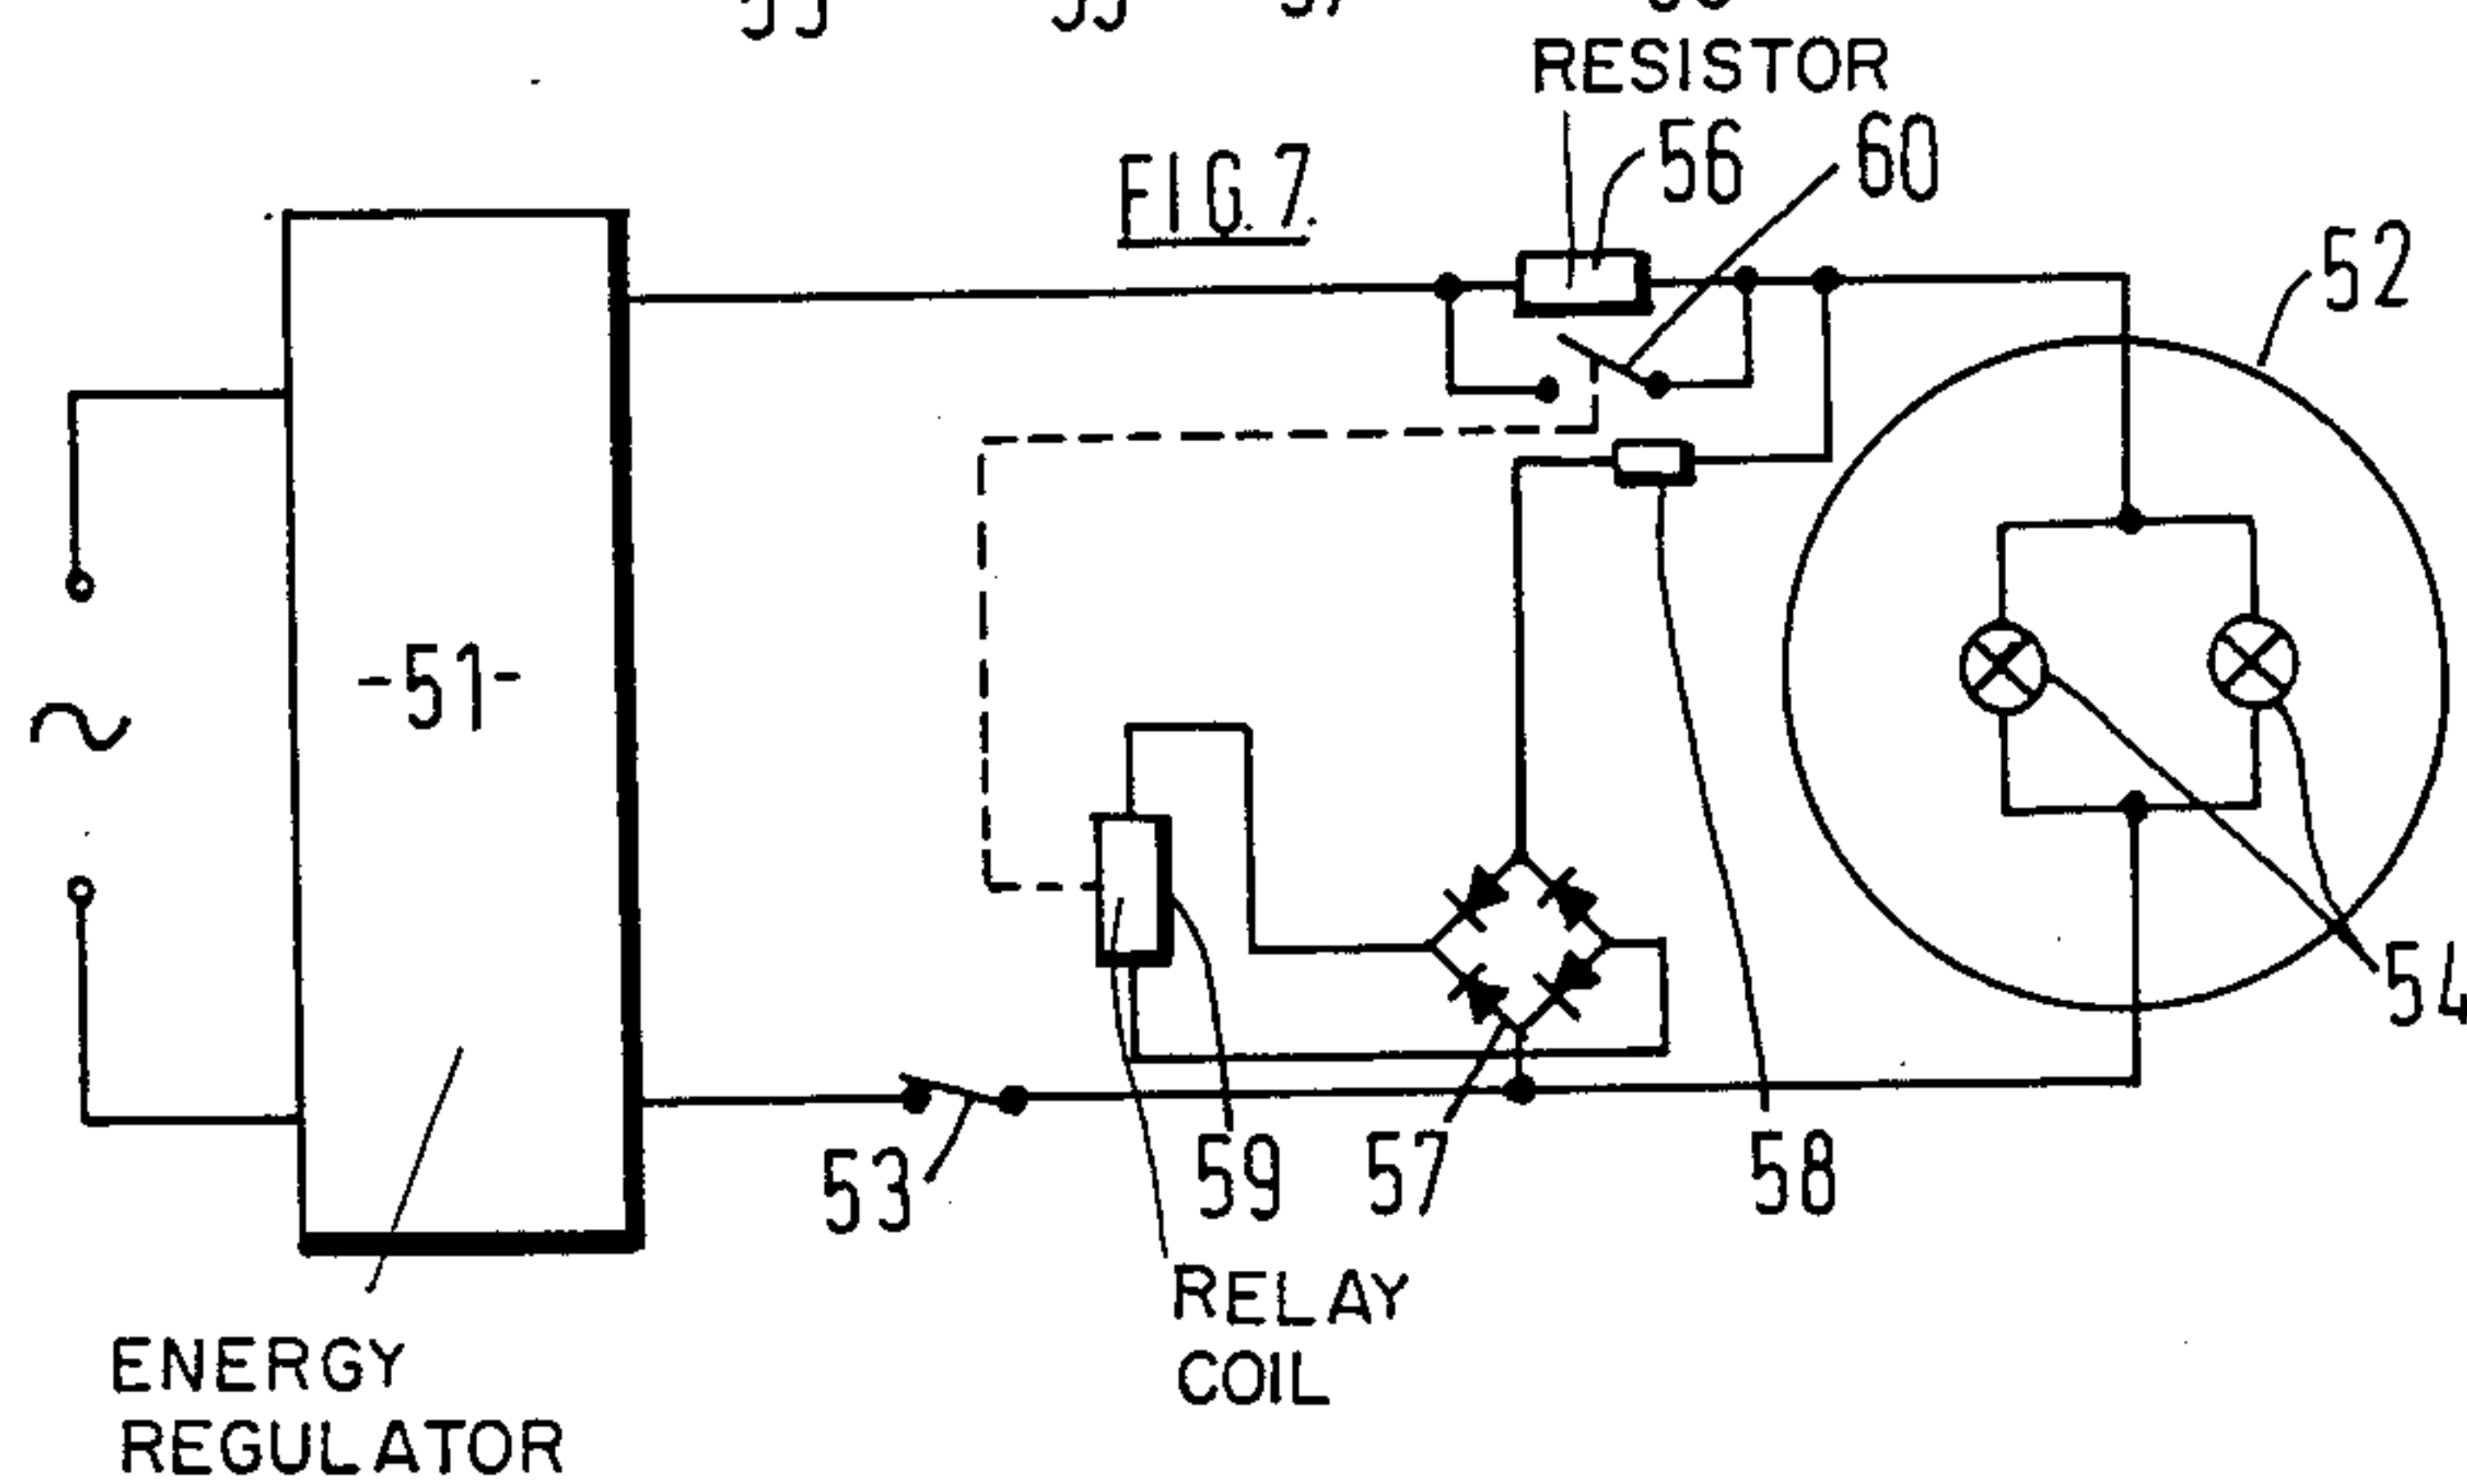 RESISTOR
FIG. 7.
56
60
52
-51-
54
53
59
57
58
RELAY
COIL
ENERGY
REGULATOR